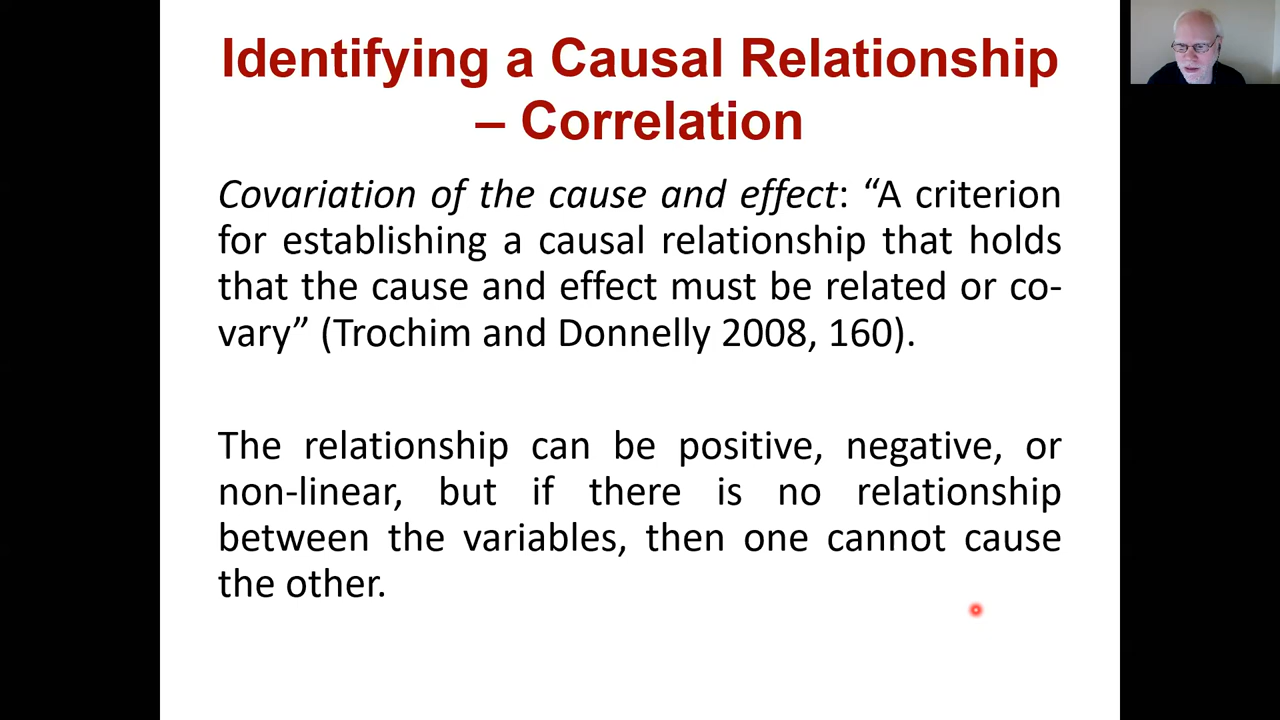 Identifying a Causal Relationship
– Correlation
Covariation of the cause and effect: “A criterion
for establishing a causal relationship that holds
that the cause and effect must be related or co-
vary” (Trochim and Donnelly 2008, 160).
The relationship can be positive, negative, or
non-linear, but if there is no relationship
between the variables, then one cannot cause
the other.